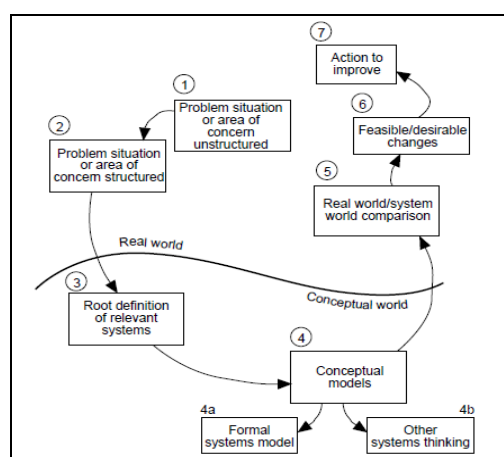 7
Action to
improve
1
Problem situation
or area of
concern
unstructured
6
Feasible/desirable
changes
2
Problem situation
or area of
concern structured
5
Real world/system
world comparison
Real world
Conceptual world
3
Root definition
of relevant
systems
4
Conceptual
models
4a
Formal
systems model
4b
Other
systems thinking